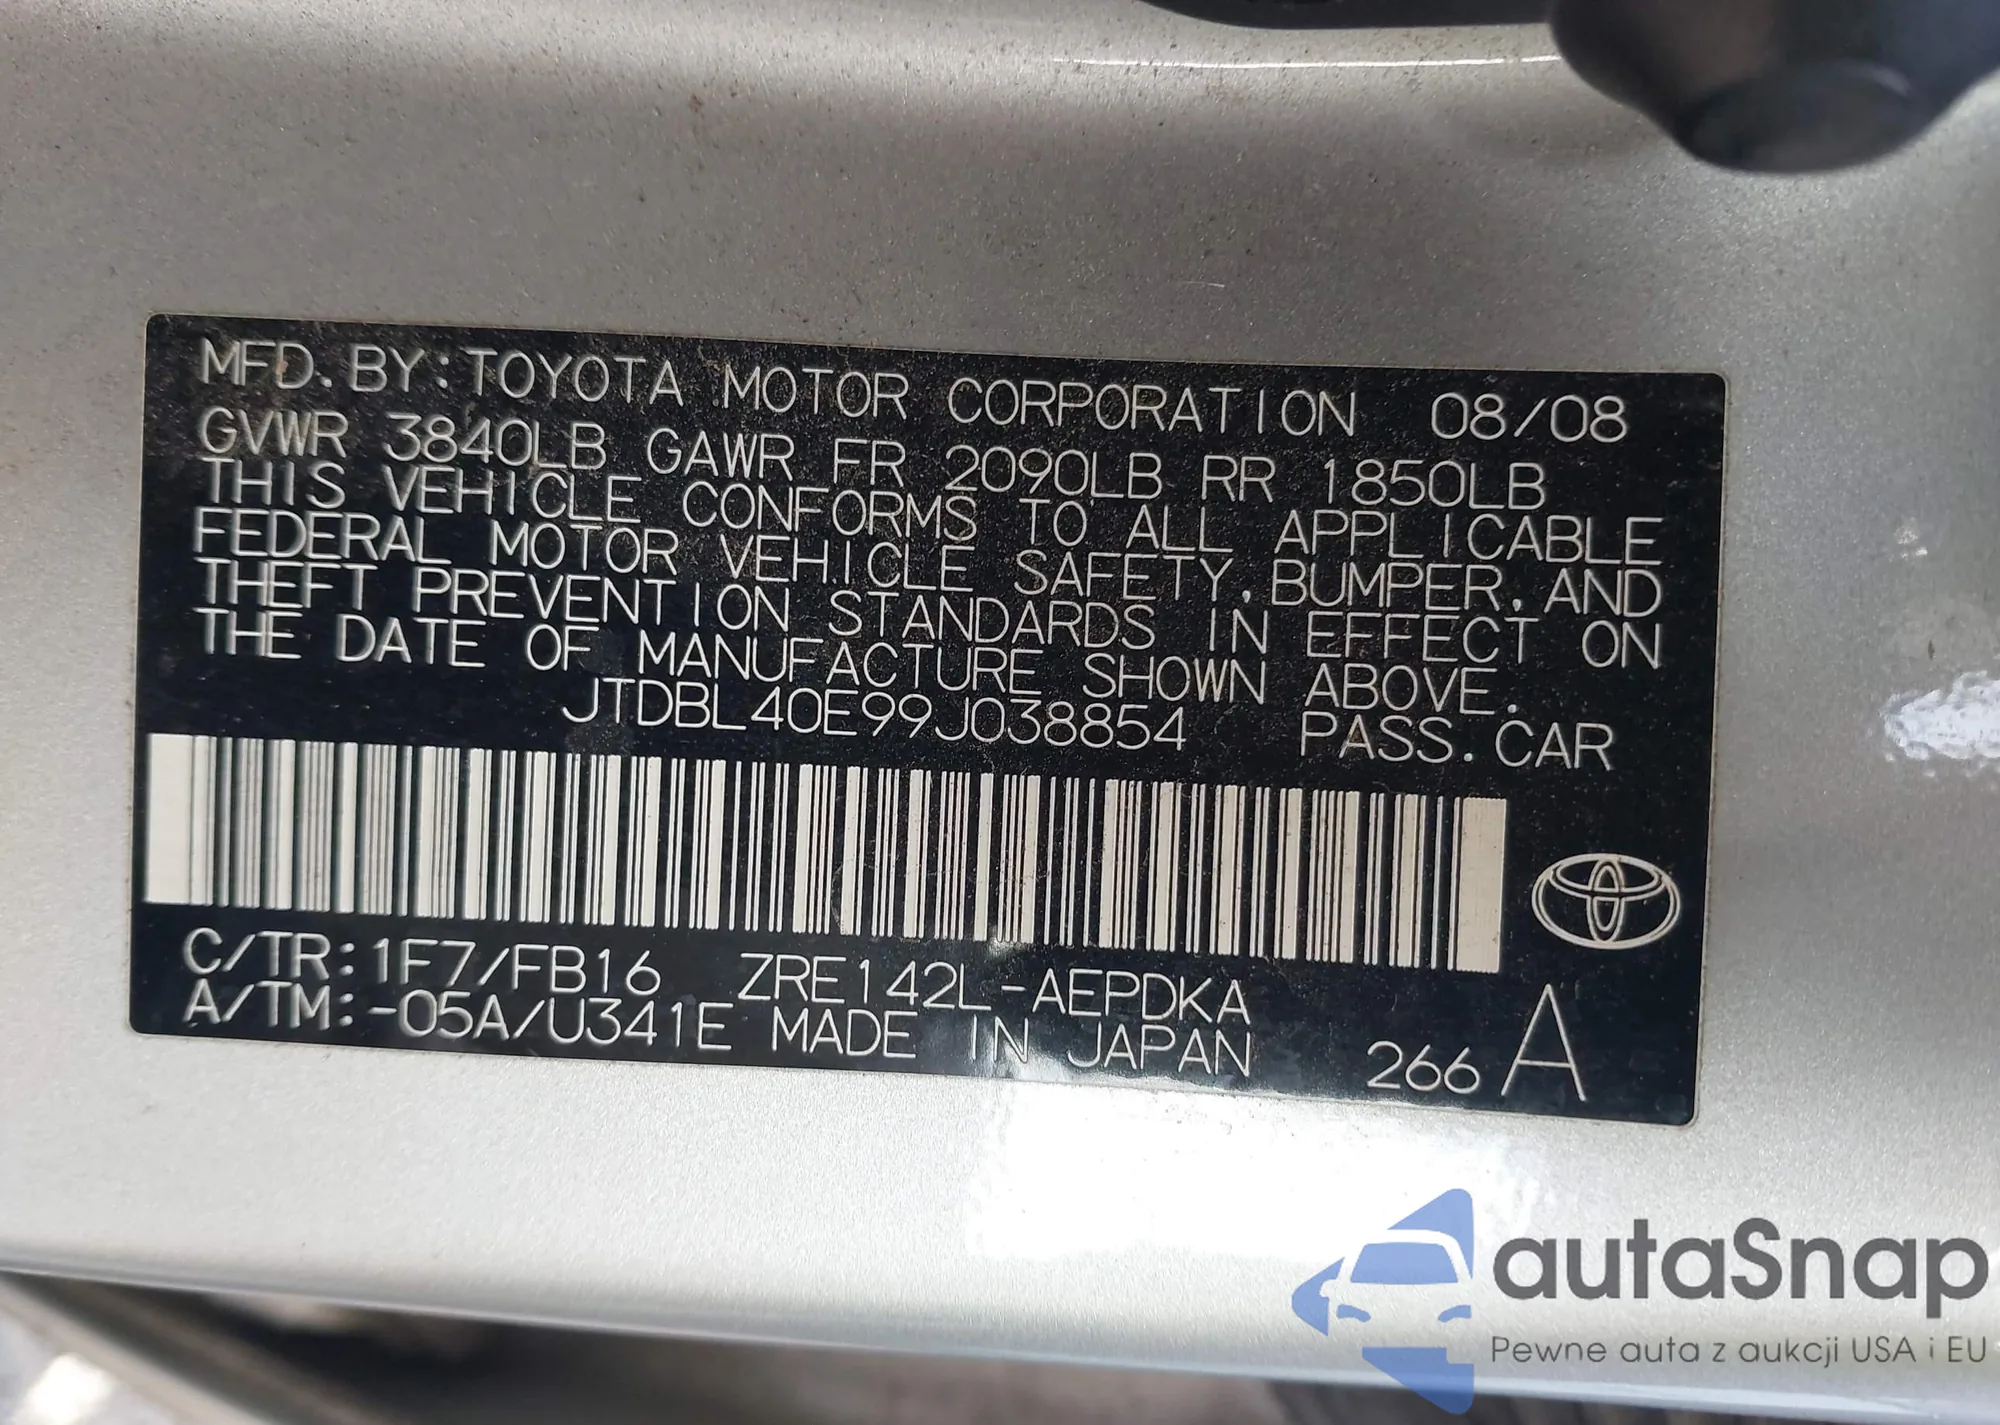 MFD. BY: TOYOTA MOTOR CORPORATION 08/08
GVWR 3840LB GAWR FR 2090LB RR 1850LB
THIS VEHICLE CONFORMS TO ALL APPLICABLE
FEDERAL MOTOR VEHICLE SAFETY, BUMPER, AND
THEFT PREVENTION STANDARDS IN EFFECT ON
THE DATE OF MANUFACTURE SHOWN ABOVE.
JTDBL40E99J038854 PASS. CAR
C/TR: 1F7/FB16 ZRE142L-AEPDKA
A/TM: -05A/U341E MADE IN JAPAN 266 A
autaSnap
Pewne auta z aukcji USA i EU